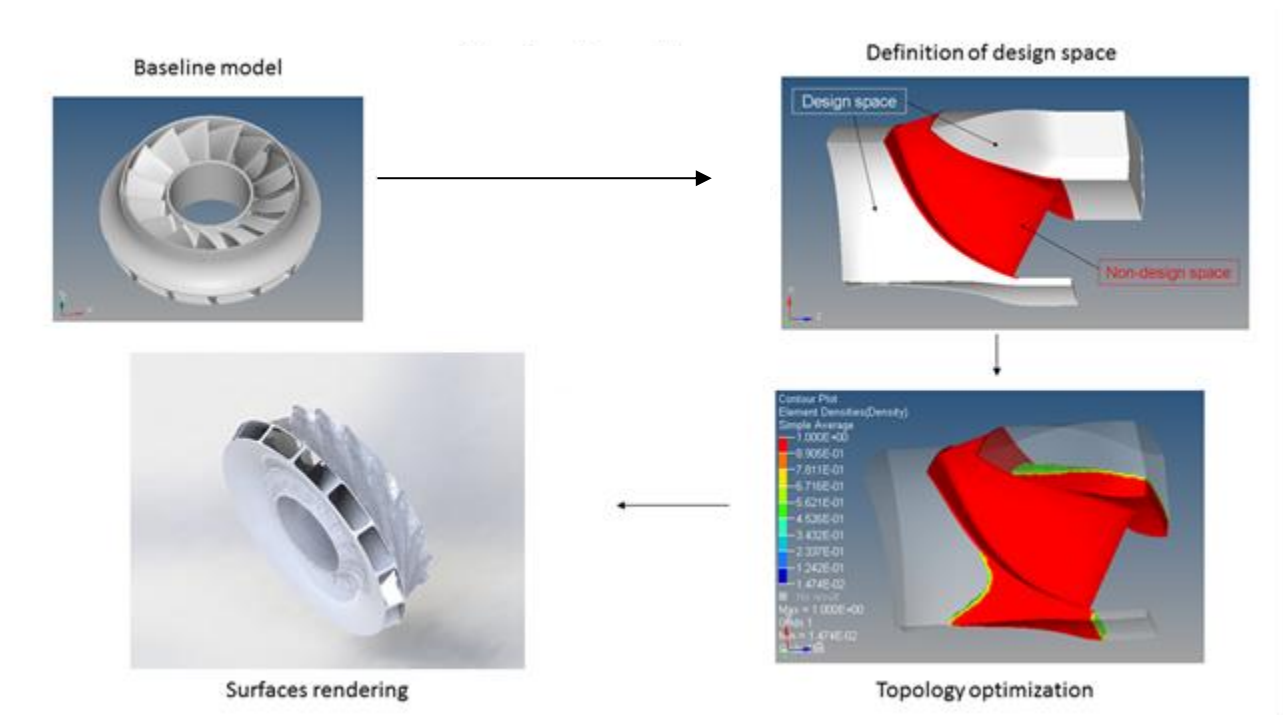 Baseline model
Definition of design space
Design space
Non-design space
Contour Plot
Element Densities(Density)
Simple Average
1.000E+00
8.905E-01
7.811E-01
6.716E-01
5.621E-01
4.526E-01
3.432E-01
2.337E-01
1.242E-01
1.474E-02
No result
Max = 1.000E+00
Min = 1.474E-02
Surfaces rendering
Topology optimization